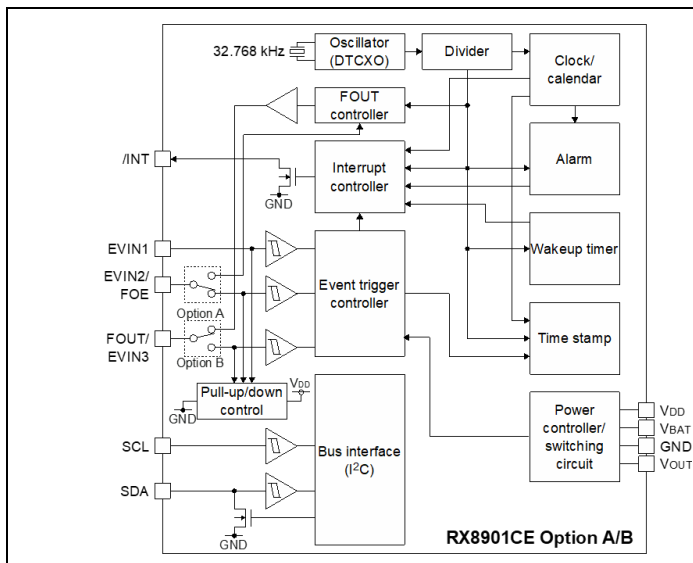 32.768 kHz
Oscillator
(DTCXO)
Divider
Clock/
calendar
FOUT
controller
/INT
GND
Interrupt
controller
Alarm
EVIN1
EVIN2/
FOE
Option A
FOUT/
EVIN3
Option B
Event trigger
controller
Wakeup timer
Time stamp
Pull-up/down
control
VDD
GND
SCL
SDA
GND
Bus interface
(I²C)
Power
controller/
switching
circuit
VDD
VBAT
GND
VOUT
RX8901CE Option A/B